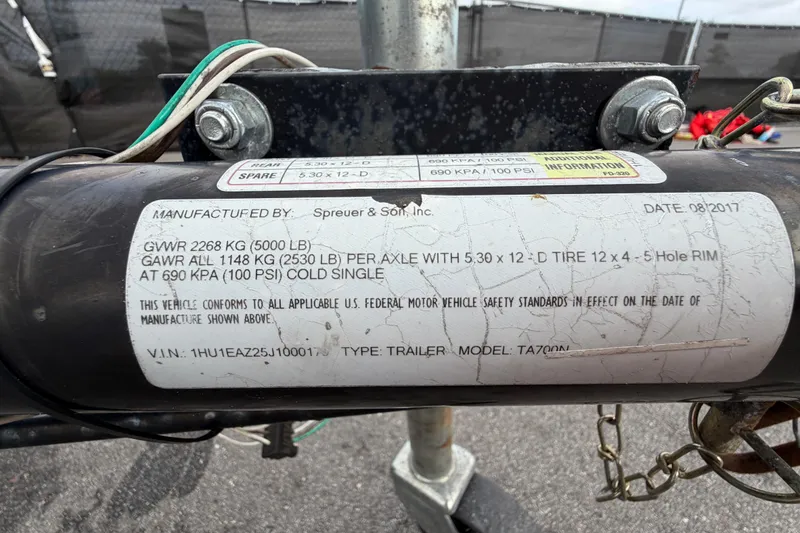 REAR 5.30 x 12 - D 690 KPA / 100 PSI
SPARE 5.30 x 12 - D 690 KPA / 100 PSI
ADDITIONAL
INFORMATION
PD-320
MANUFACTUFED BY: Spreuer & Son, Inc. DATE: 08/2017
GVWR 2268 KG (5000 LB)
GAWR ALL 1148 KG (2530 LB) PER AXLE WITH 5.30 x 12 - D TIRE 12 x 4 - 5 Hole RIM
AT 690 KPA (100 PSI) COLD SINGLE
THIS VEHICLE CONFORMS TO ALL APPLICABLE U.S. FEDERAL MOTOR VEHICLE SAFETY STANDARDS IN EFFECT ON THE DATE OF
MANUFACTURE SHOWN ABOVE.
V.I.N.: TYPE: TRAILER MODEL: TA700N